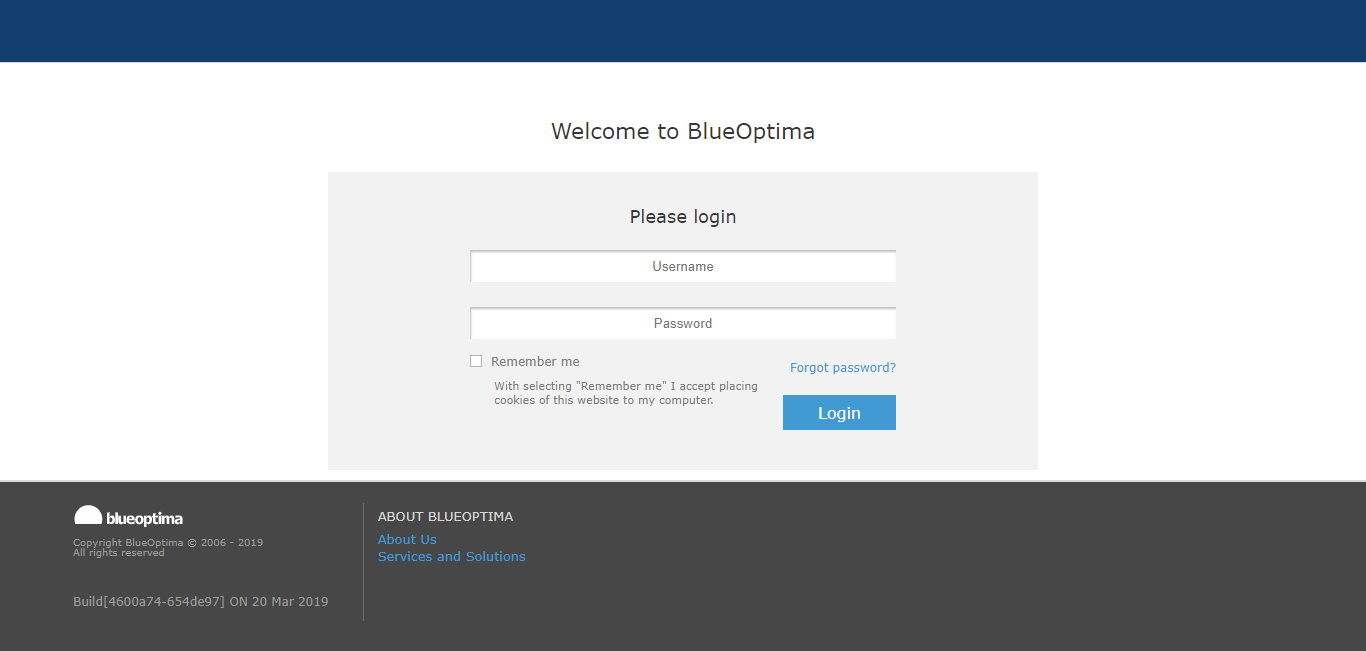 Welcome to BlueOptima
Please login
Username
Password
Remember me
Forgot password?
With selecting "Remember me" I accept placing
cookies of this website to my computer.
Login
blueoptima
Copyright BlueOptima © 2006 - 2019
All rights reserved
Build[4600a74-654de97] ON 20 Mar 2019
ABOUT BLUEOPTIMA
About Us
Services and Solutions